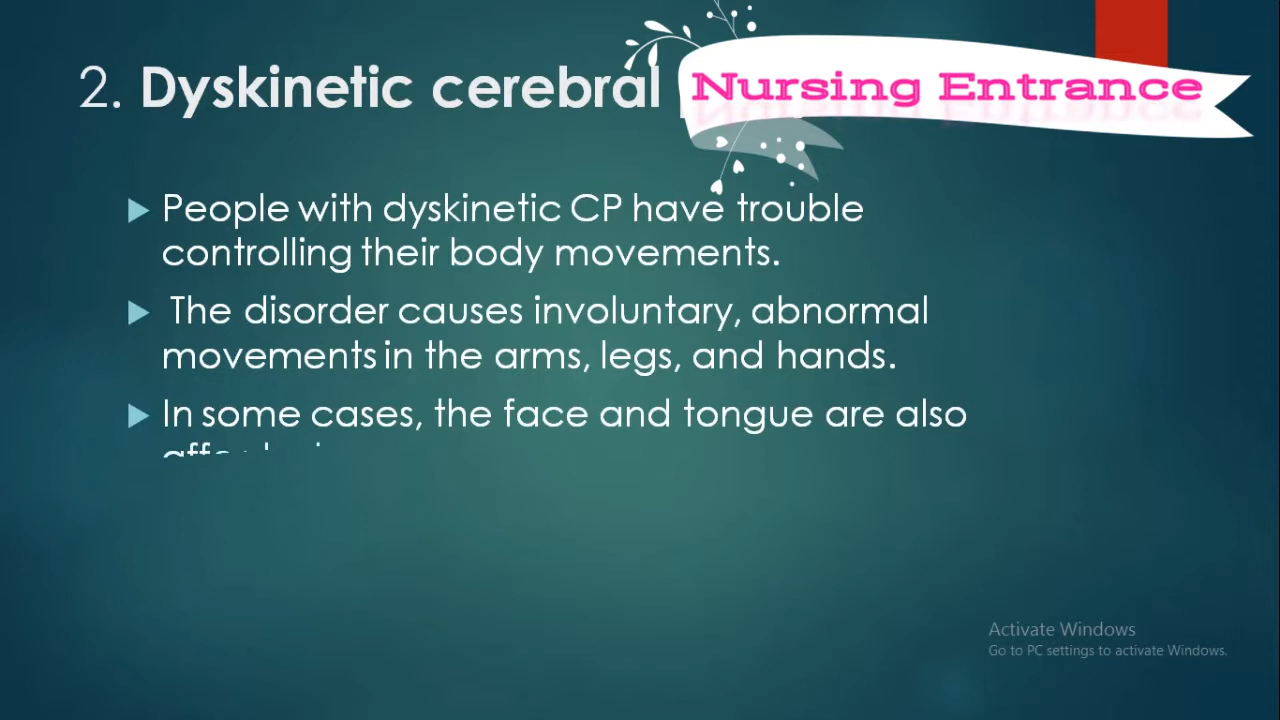 2. Dyskinetic cerebral
Nursing Entrance
People with dyskinetic CP have trouble
controlling their body movements.
The disorder causes involuntary, abnormal
movements in the arms, legs, and hands.
In some cases, the face and tongue are also
Activate Windows
Go to PC settings to activate Windows.